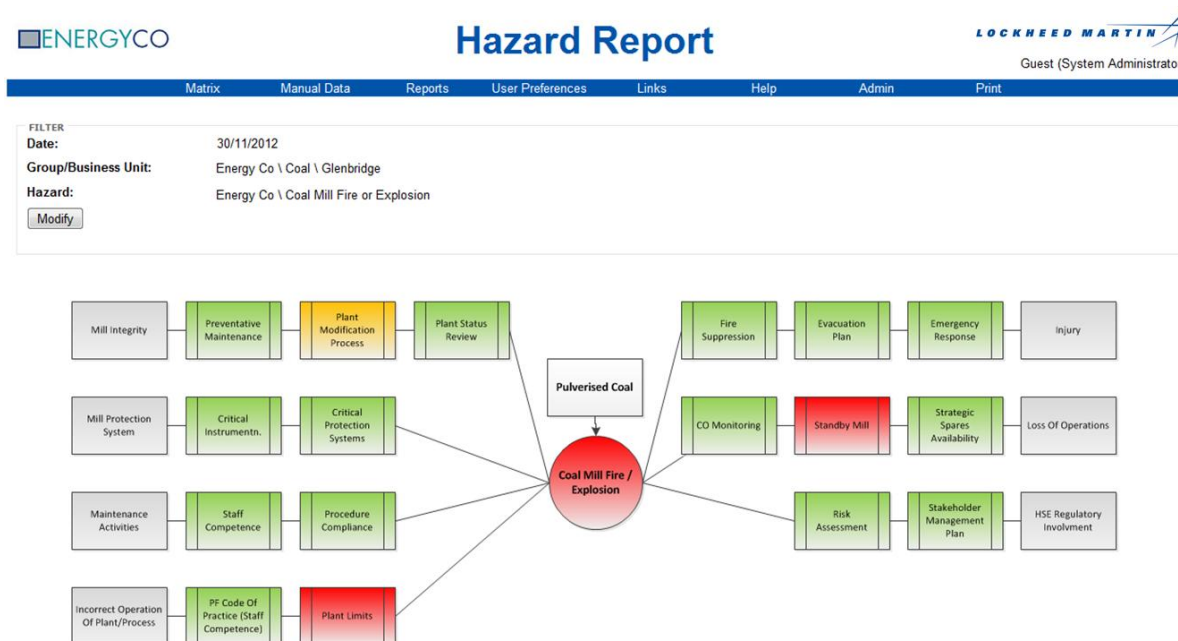 ENERGYCO
Hazard Report
LOCKHEED MARTIN
Guest (System Administrato
Matrix Manual Data Reports User Preferences Links Help Admin Print
FILTER
Date: 30/11/2012
Group/Business Unit: Energy Co \ Coal \ Glenbridge
Hazard: Energy Co \ Coal Mill Fire or Explosion
Modify
Mill Integrity
Preventative
Maintenance
Plant
Modification
Process
Plant Status
Review
Fire
Suppression
Evacuation
Plan
Emergency
Response
Injury
Pulverised Coal
Mill Protection
System
Critical
Instrumentn.
Critical
Protection
Systems
CO Monitoring
Standby Mill
Strategic
Spares
Availability
Loss Of Operations
Coal Mill Fire /
Explosion
Maintenance
Activities
Staff
Competence
Procedure
Compliance
Risk
Assessment
Stakeholder
Management
Plan
HSE Regulatory
Involvment
Incorrect Operation
Of Plant/Process
PF Code Of
Practice (Staff
Competence)
Plant Limits